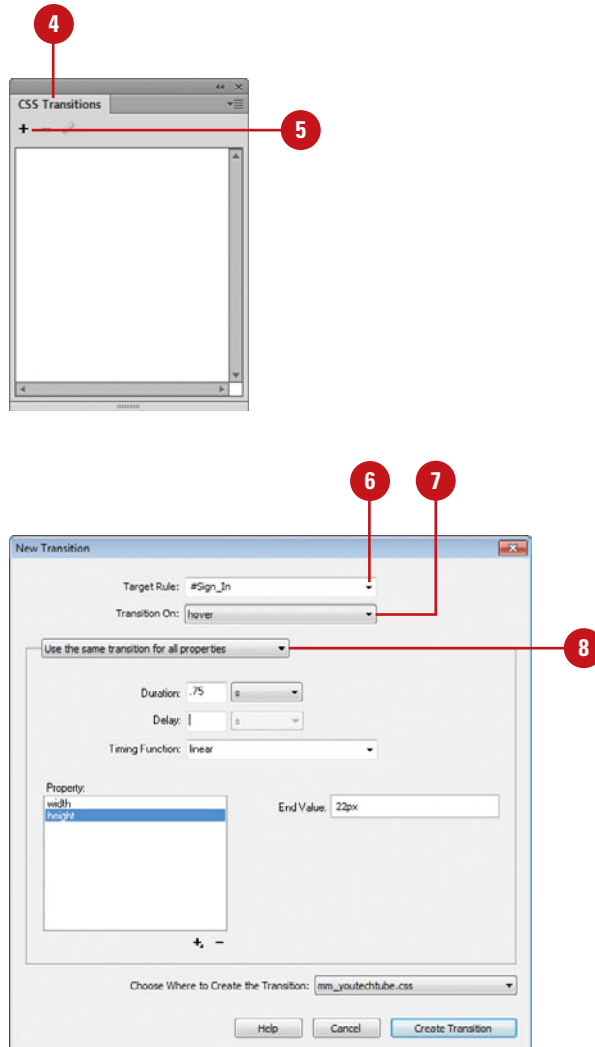 4
CSS Transitions
5
6 7
New Transition
Target Rule: #Sign_In
Transition On: hover
Use the same transition for all properties
8
Duration: .75 s
Delay: s
Timing Function: linear
Property:
width
height
End Value: 22px
Choose Where to Create the Transition: mm_youtechtube.css
Help Cancel Create Transition